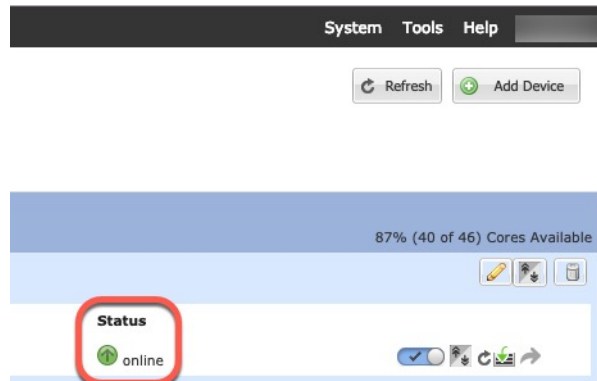 System Tools Help
Refresh Add Device
87% (40 of 46) Cores Available
Status
online